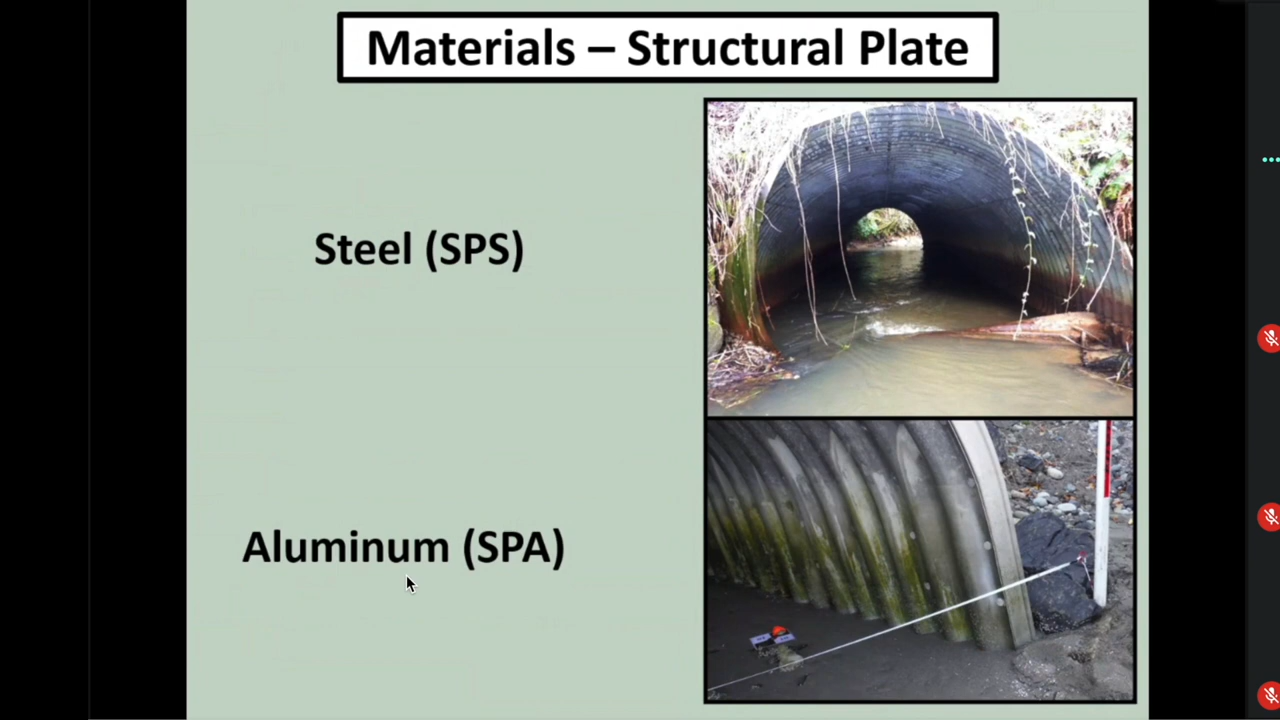 Materials – Structural Plate
Steel (SPS)
Aluminum (SPA)